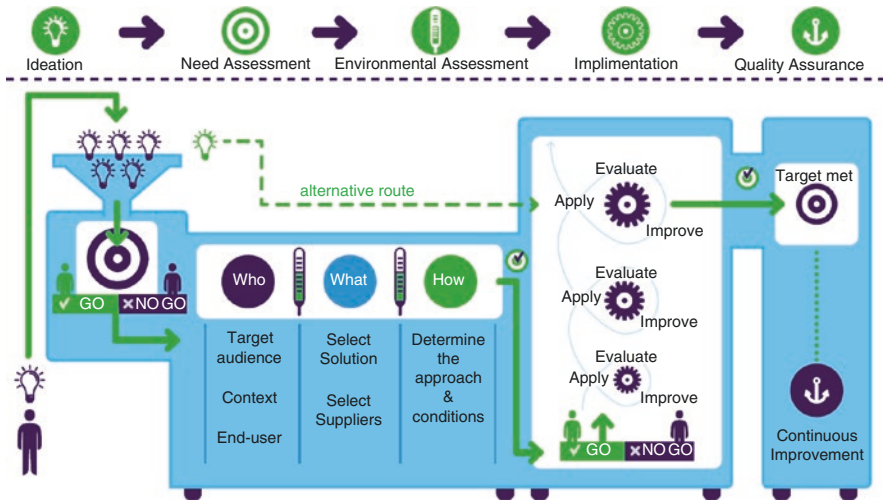 Ideation
Need Assessment
Environmental Assessment
Implimentation
Quality Assurance
alternative route
GO
NO GO
Who
What
How
Target
audience
Context
End-user
Select
Solution
Select
Suppliers
Determine
the
approach
&
conditions
Evaluate
Apply
Improve
Evaluate
Apply
Improve
Evaluate
Apply
Improve
GO
NO GO
Target met
Continuous
Improvement